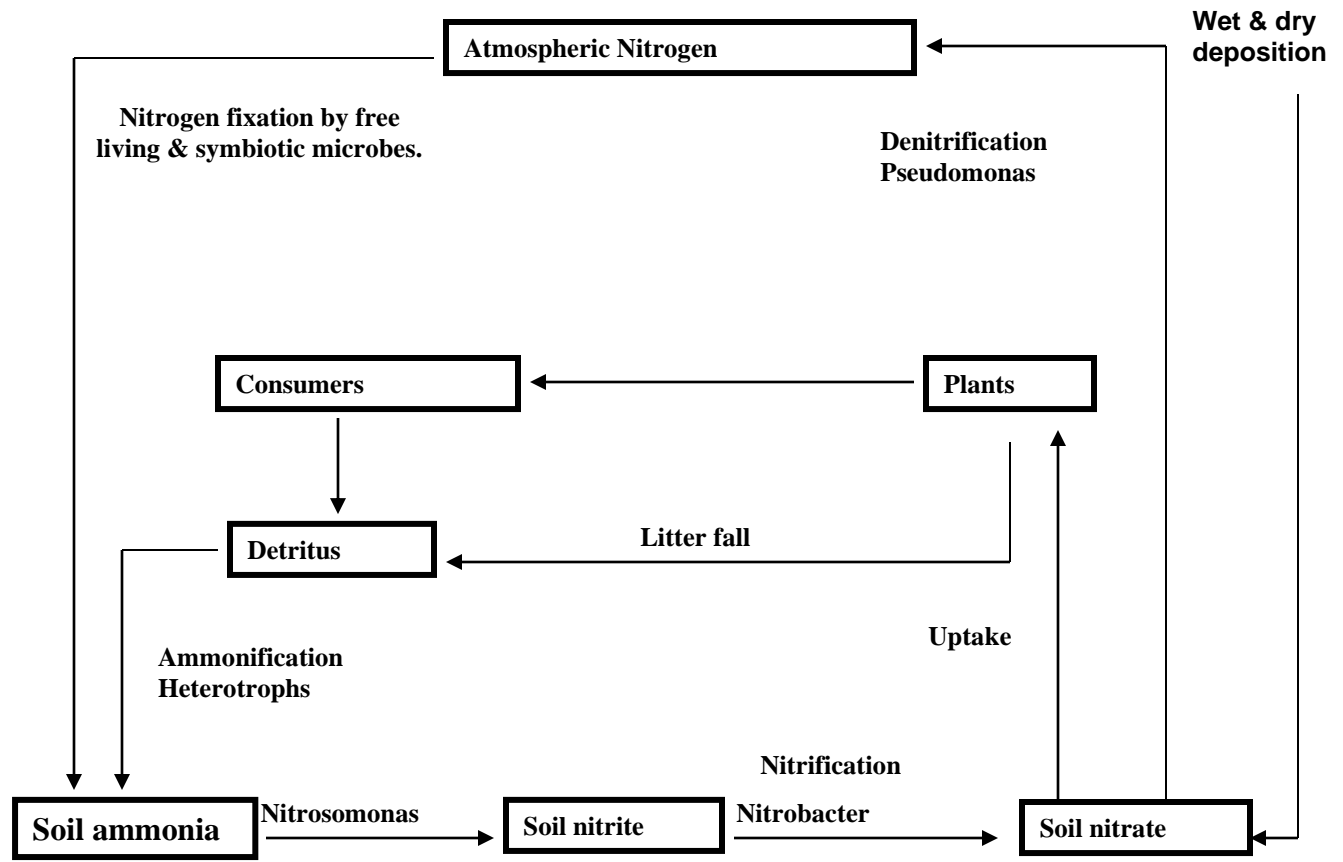 Wet & dry
deposition
Atmospheric Nitrogen
Nitrogen fixation by free
living & symbiotic microbes.
Denitrification
Pseudomonas
Consumers
Plants
Detritus
Litter fall
Uptake
Ammonification
Heterotrophs
Nitrification
Soil ammonia
Nitrosomonas
Soil nitrite
Nitrobacter
Soil nitrate